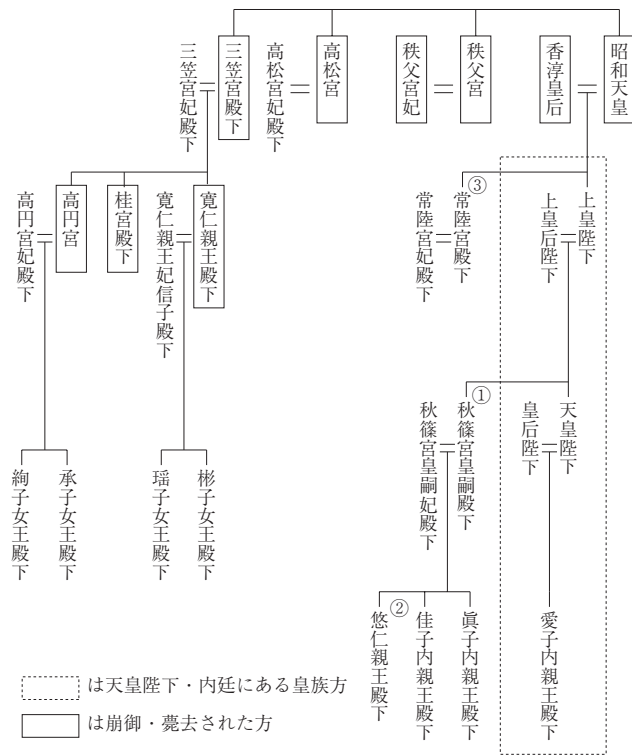 昭和天皇
香淳皇后
秩父宮
秩父宮妃
高松宮
高松宮妃殿下
三笠宮殿下
三笠宮妃殿下
上皇陛下
上皇后陛下
③
常陸宮殿下
常陸宮妃殿下
寛仁親王殿下
寛仁親王妃信子殿下
桂宮殿下
高円宮
高円宮妃殿下
天皇陛下
皇后陛下
①
秋篠宮皇嗣殿下
秋篠宮皇嗣妃殿下
彬子女王殿下
瑶子女王殿下
承子女王殿下
絢子女王殿下
愛子内親王殿下
眞子内親王殿下
佳子内親王殿下
②
悠仁親王殿下
は天皇陛下・内廷にある皇族方
は崩御・薨去された方